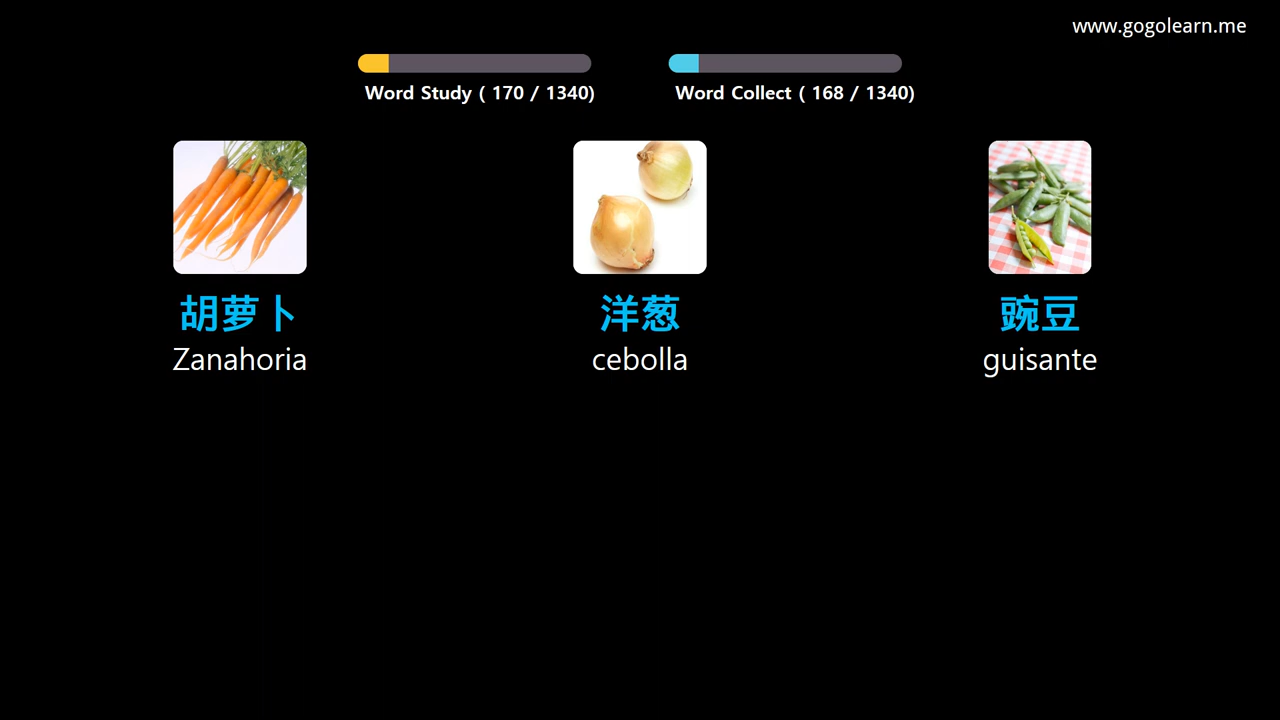 www.gogolearn.me
Word Study ( 170 / 1340)
Word Collect ( 168 / 1340)
胡萝卜
Zanahoria
洋葱
cebolla
豌豆
guisante